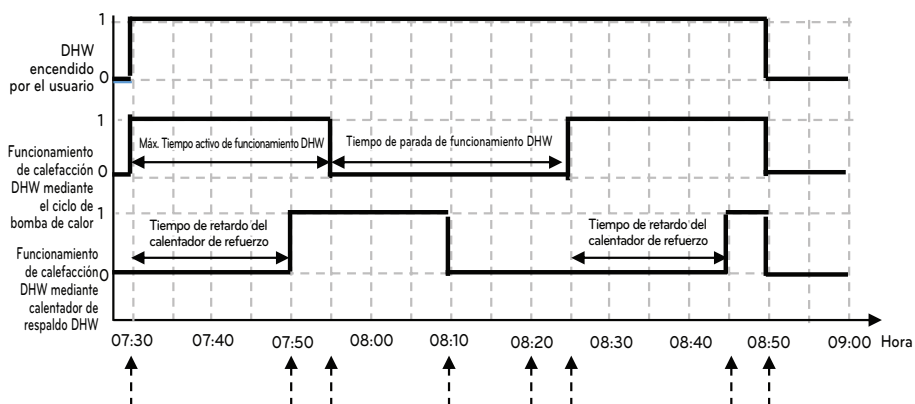 1
DHW
encendido
por el usuario
0
1
Máx. Tiempo activo de funcionamiento DHW
Tiempo de parada de funcionamiento DHW
Funcionamiento
de calefacción
0
DHW mediante
el ciclo de
bomba de calor
1
Tiempo de retardo del
calentador de refuerzo
Tiempo de retardo del
calentador de refuerzo
Funcionamiento
de calefacción
0
DHW mediante
calentador de
respaldo DHW
07:30 07:40 07:50 08:00 08:10 08:20 08:30 08:40 08:50 09:00 Hora